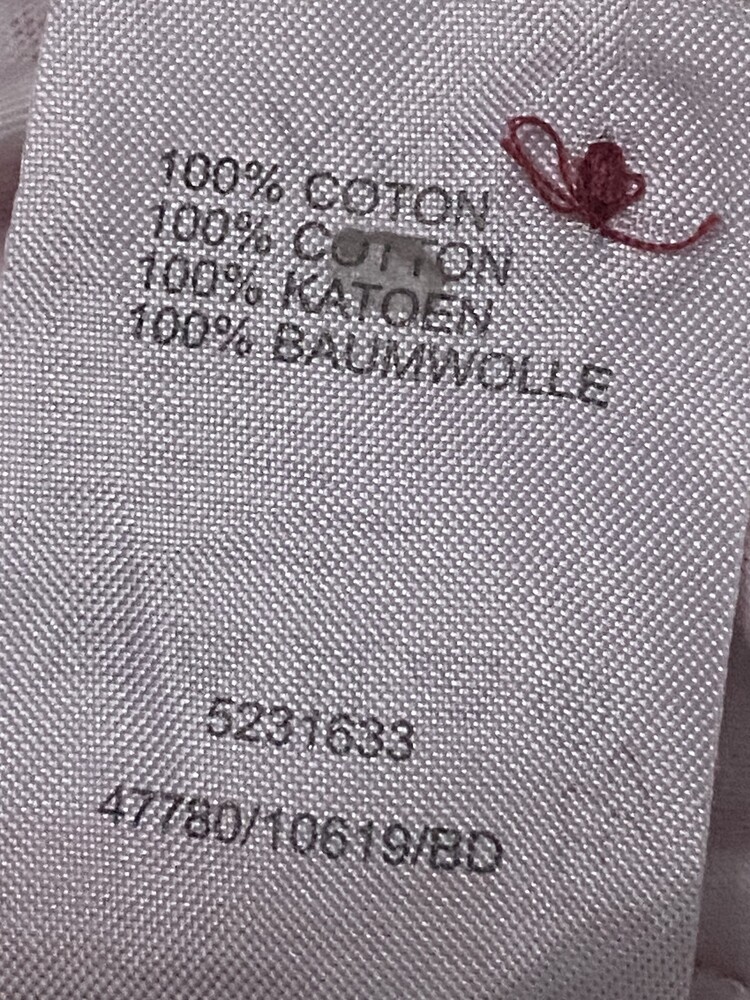 100% COTON
100% COTTON
100% KATOEN
100% BAUMWOLLE
5231633
47780/10619/BD